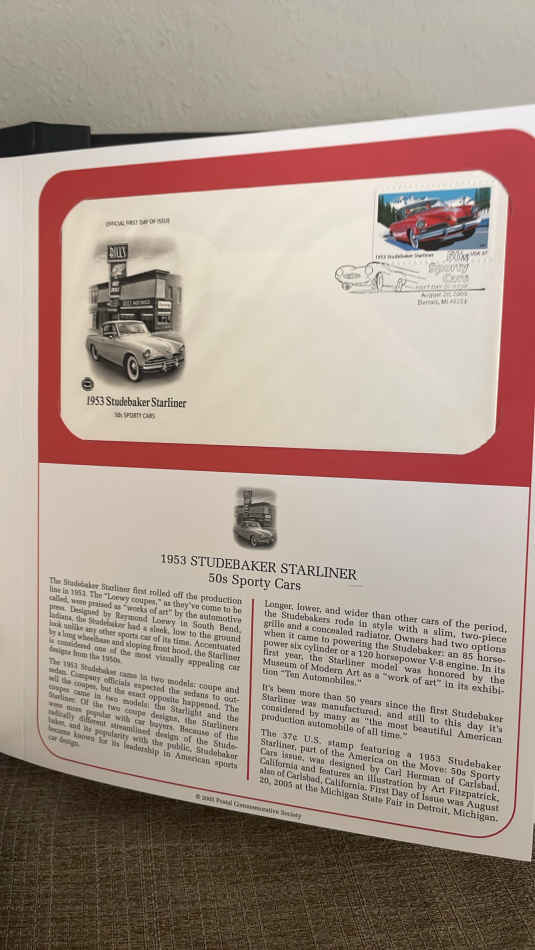 OFFICIAL FIRST DAY OF ISSUE
BILL'S
1953 Studebaker Starliner
50s SPORTY CARS
1953 Studebaker Starliner
USA 37
50s
Sporty
Cars
FIRST DAY OF ISSUE
August 20, 2005
Detroit, MI 48233
1953 STUDEBAKER STARLINER
50s Sporty Cars
The Studebaker Starliner first rolled off the production
line in 1953. The “Loewy coupes,” as they've come to be
called, were praised as “works of art” by the automotive
press. Designed by Raymond Loewy in South Bend,
Indiana, the Studebaker had a sleek, low to the ground
look unlike any other sports car of its time. Accentuated
by a long wheelbase and sloping front hood, the Starliner
is considered one of the most visually appealing car
designs from the 1950s.
The 1953 Studebaker came in two models: coupe and
sedan. Company officials expected the sedans to out-
sell the coupes, but the exact opposite happened. The
coupes came in two models: the Starlight and the
Starliner. Of the two coupe designs, the Starliners
were more popular with car buyers. Because of the
radically different streamlined design of the Stude-
baker, and its popularity with the public, Studebaker
became known for its leadership in American sports
car design.
Longer, lower, and wider than other cars of the period,
the Studebakers rode in style with a slim, two-piece
grille and a concealed radiator. Owners had two options
when it came to powering the Studebaker: an 85 horse-
power six cylinder or a 120 horsepower V-8 engine. In its
first year, the Starliner model was honored by the
Museum of Modern Art as a “work of art” in its exhibi-
tion “Ten Automobiles.”
It's been more than 50 years since the first Studebaker
Starliner was manufactured, and still to this day it's
considered by many as “the most beautiful American
production automobile of all time.”
The 37¢ U.S. stamp featuring a 1953 Studebaker
Starliner, part of the America on the Move: 50s Sporty
Cars issue, was designed by Carl Herman of Carlsbad,
California and features an illustration by Art Fitzpatrick,
also of Carlsbad, California. First Day of Issue was August
20, 2005 at the Michigan State Fair in Detroit, Michigan.
© 2005 Postal Commemorative Society